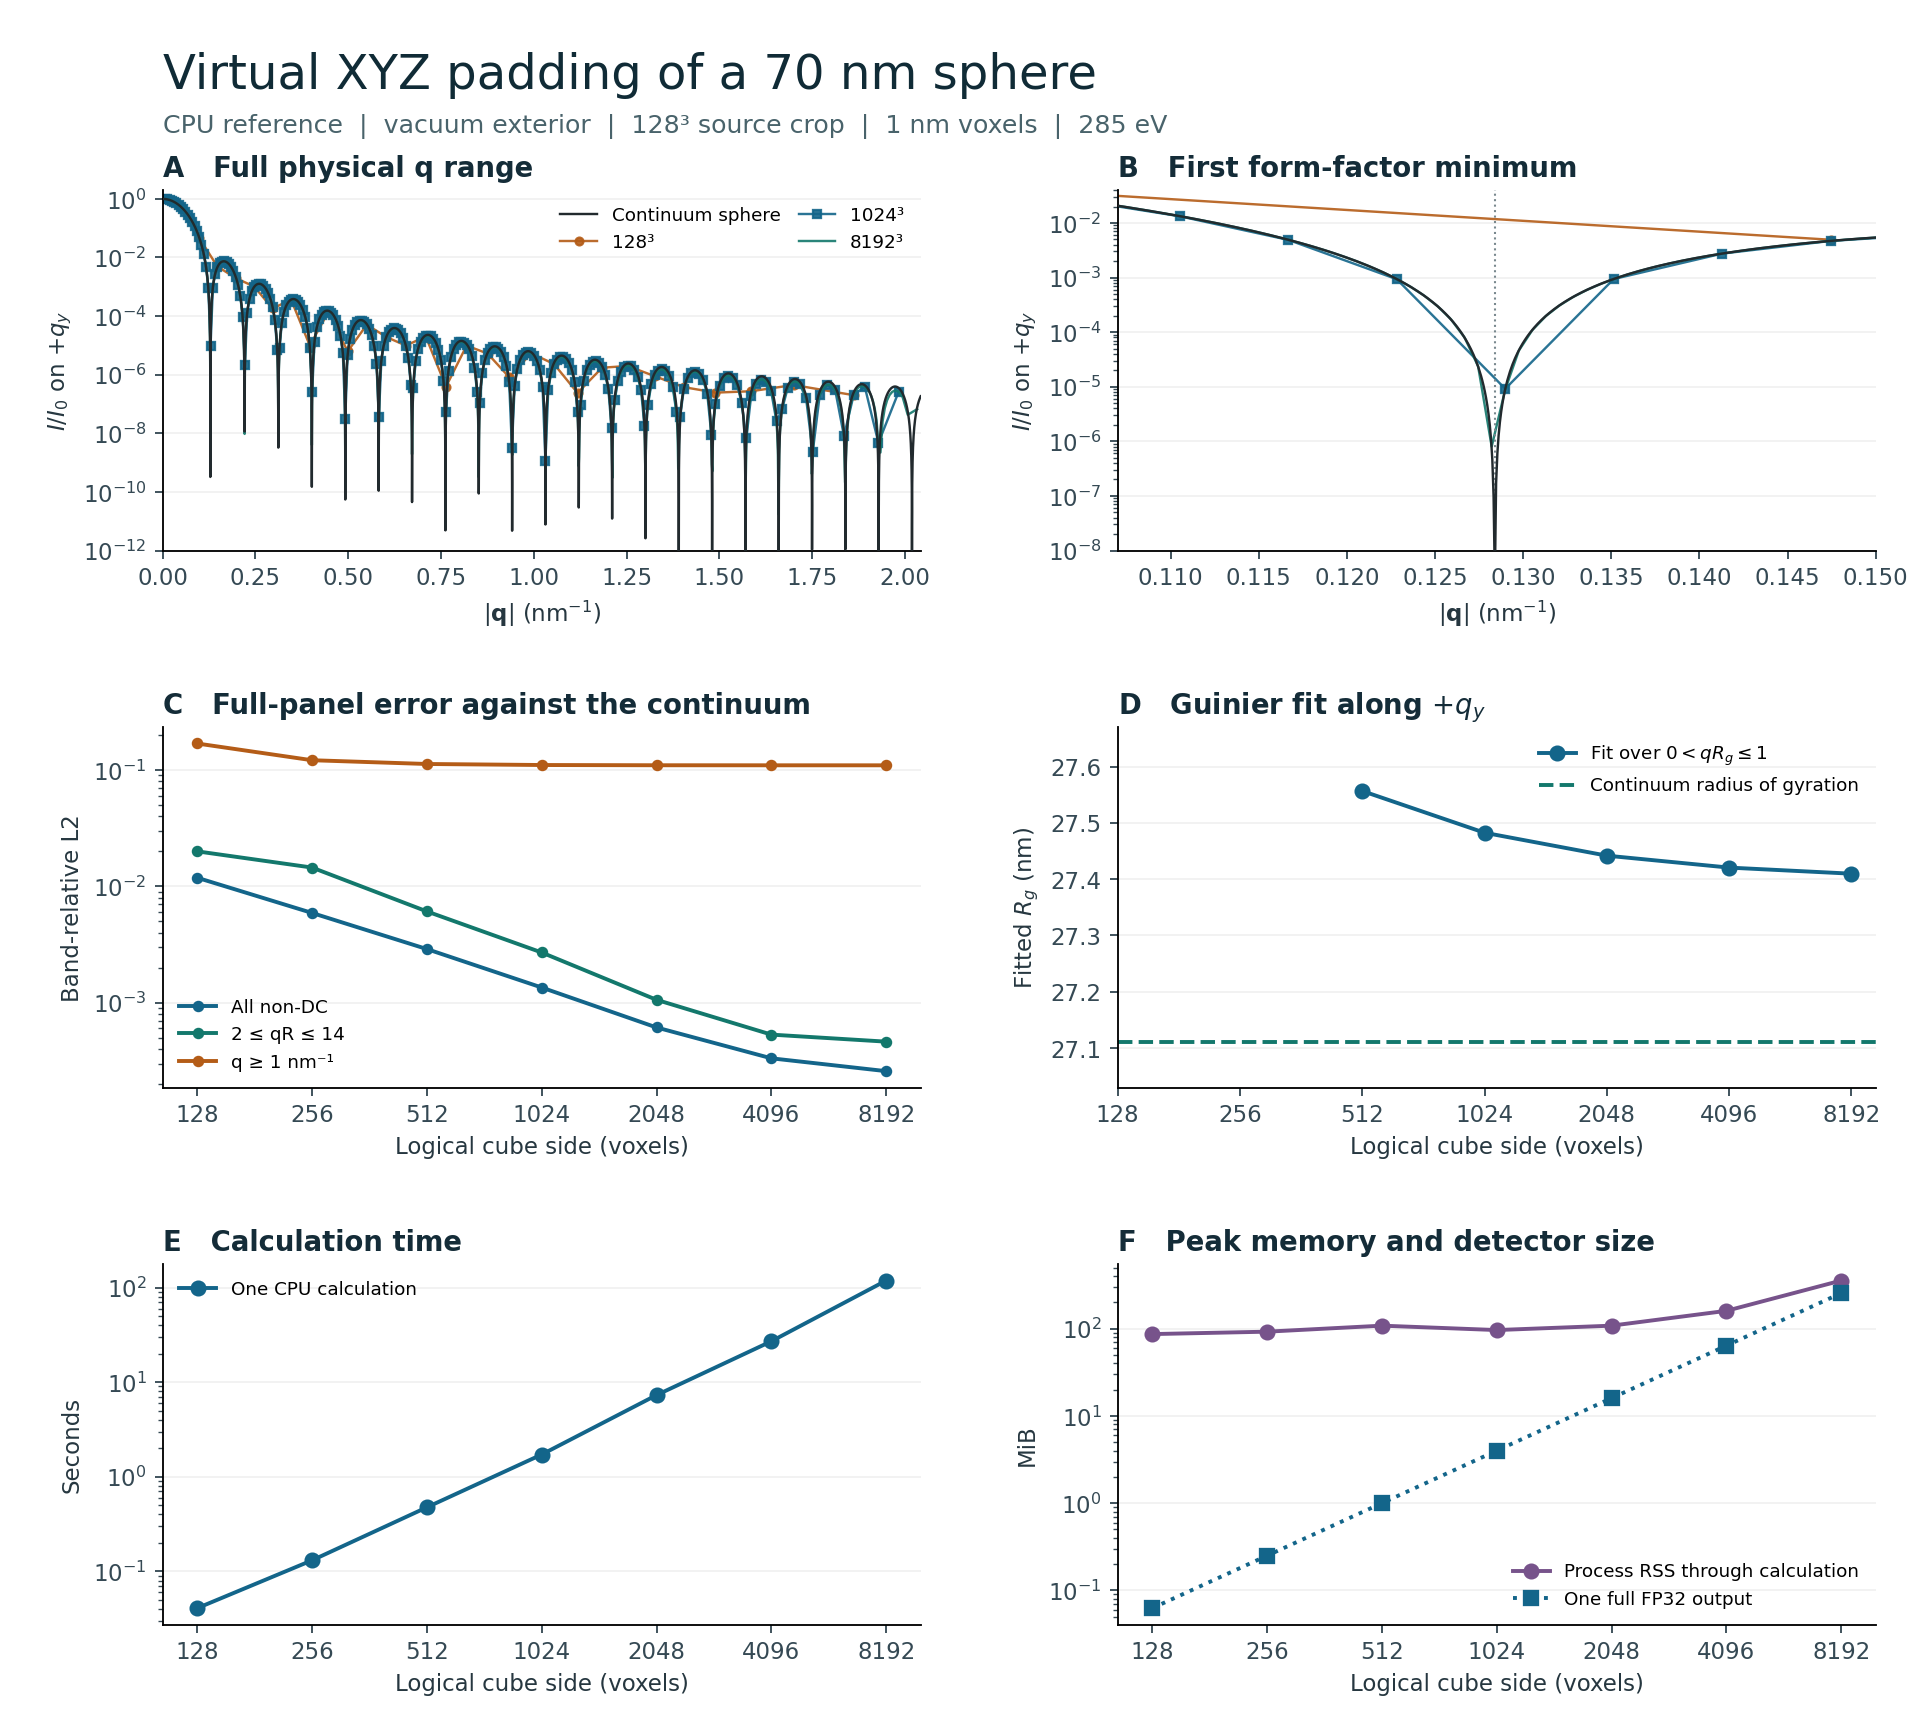 Virtual XYZ padding of a 70 nm sphere
CPU reference | vacuum exterior | 128³ source crop | 1 nm voxels | 285 eV
A Full physical q range
10⁰
10⁻²
10⁻⁴
10⁻⁶
10⁻⁸
10⁻¹⁰
10⁻¹²
I/I₀ on +q_y
Continuum sphere
128³
1024³
8192³
0.00 0.25 0.50 0.75 1.00 1.25 1.50 1.75 2.00
|q| (nm⁻¹)
B First form-factor minimum
10⁻²
10⁻³
10⁻⁴
10⁻⁵
10⁻⁶
10⁻⁷
10⁻⁸
I/I₀ on +q_y
0.110 0.115 0.120 0.125 0.130 0.135 0.140 0.145 0.150
|q| (nm⁻¹)
C Full-panel error against the continuum
10⁻¹
10⁻²
10⁻³
Band-relative L2
All non-DC
2 ≤ qR ≤ 14
q ≥ 1 nm⁻¹
128 256 512 1024 2048 4096 8192
Logical cube side (voxels)
D Guinier fit along +q_y
27.6
27.5
27.4
27.3
27.2
27.1
Fitted R_g (nm)
Fit over 0 < qR_g ≤ 1
Continuum radius of gyration
128 256 512 1024 2048 4096 8192
Logical cube side (voxels)
E Calculation time
10²
10¹
10⁰
10⁻¹
Seconds
One CPU calculation
128 256 512 1024 2048 4096 8192
Logical cube side (voxels)
F Peak memory and detector size
10²
10¹
10⁰
10⁻¹
MiB
Process RSS through calculation
One full FP32 output
128 256 512 1024 2048 4096 8192
Logical cube side (voxels)